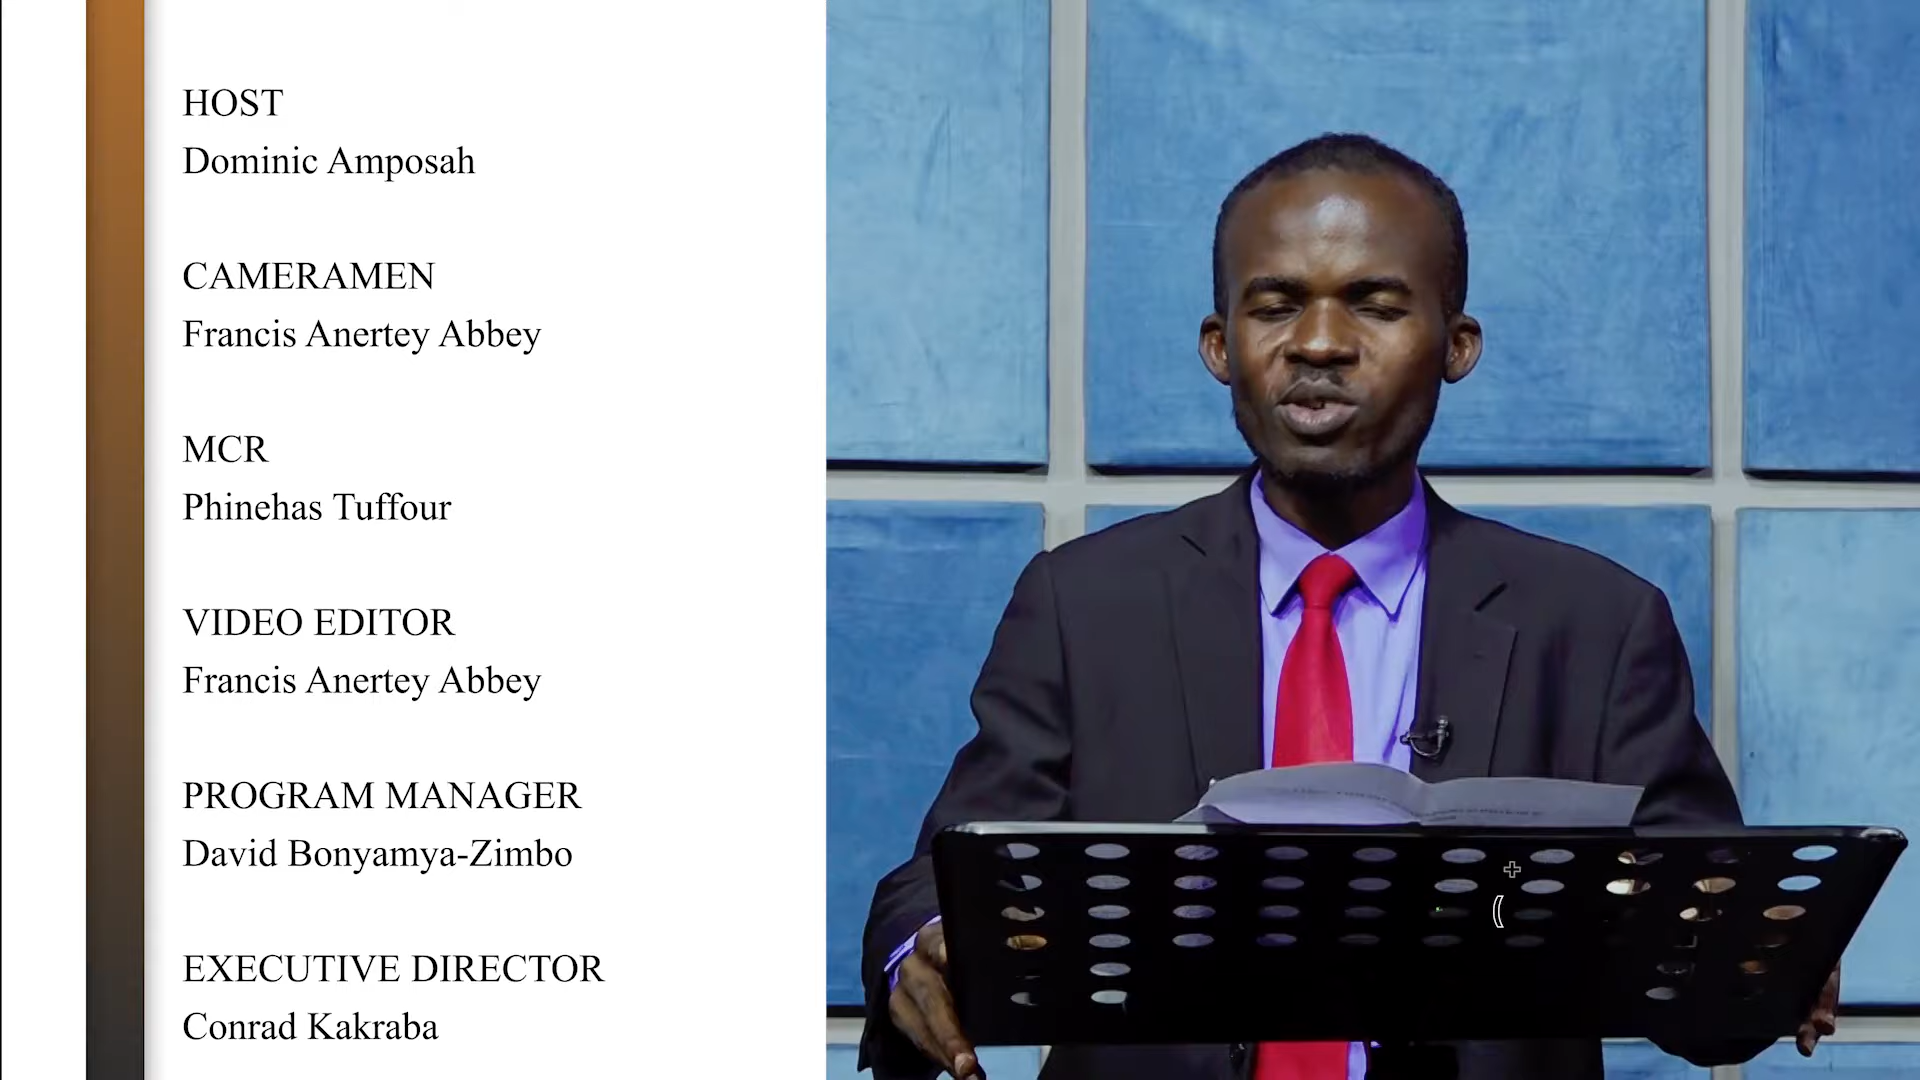 HOST
Dominic Amposah
CAMERAMEN
Francis Anertey Abbey
MCR
Phinehas Tuffour
VIDEO EDITOR
Francis Anertey Abbey
PROGRAM MANAGER
David Bonyamya-Zimbo
EXECUTIVE DIRECTOR
Conrad Kakraba